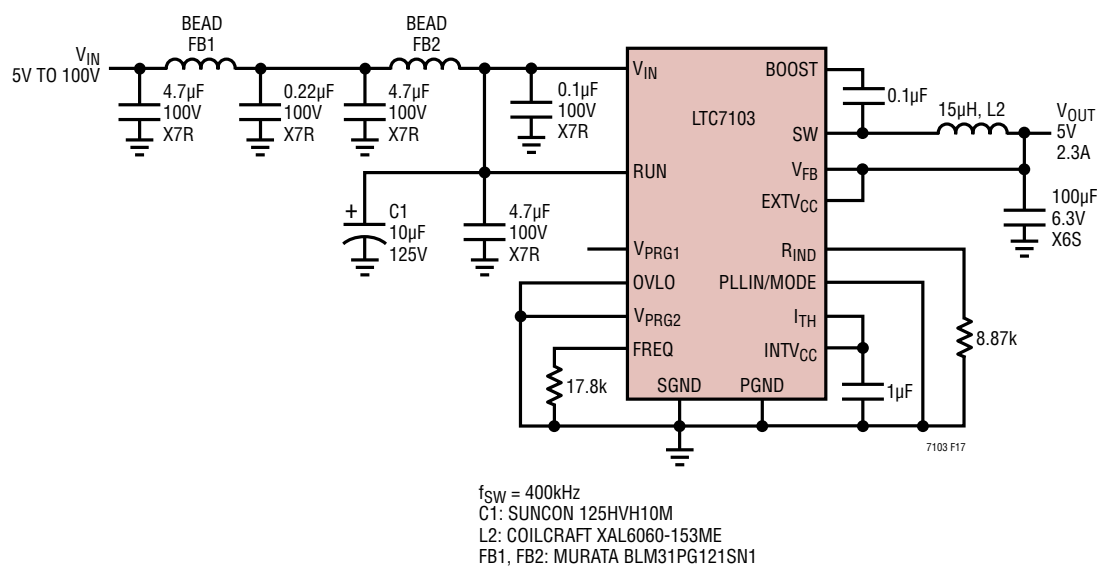 BEAD
FB1
BEAD
FB2
VIN
5V TO 100V
4.7µF
100V
X7R
0.22µF
100V
X7R
4.7µF
100V
X7R
0.1µF
100V
X7R
+
C1
10µF
125V
4.7µF
100V
X7R
VIN
BOOST
LTC7103
SW
RUN
VFB
EXTVCC
VPRG1
RIND
OVLO
PLLIN/MODE
VPRG2
ITH
FREQ
INTVCC
SGND
PGND
0.1µF
15µH, L2
VOUT
5V
2.3A
100µF
6.3V
X6S
8.87k
17.8k
1µF
7103 F17
fSW = 400kHz
C1: SUNCON 125HVH10M
L2: COILCRAFT XAL6060-153ME
FB1, FB2: MURATA BLM31PG121SN1